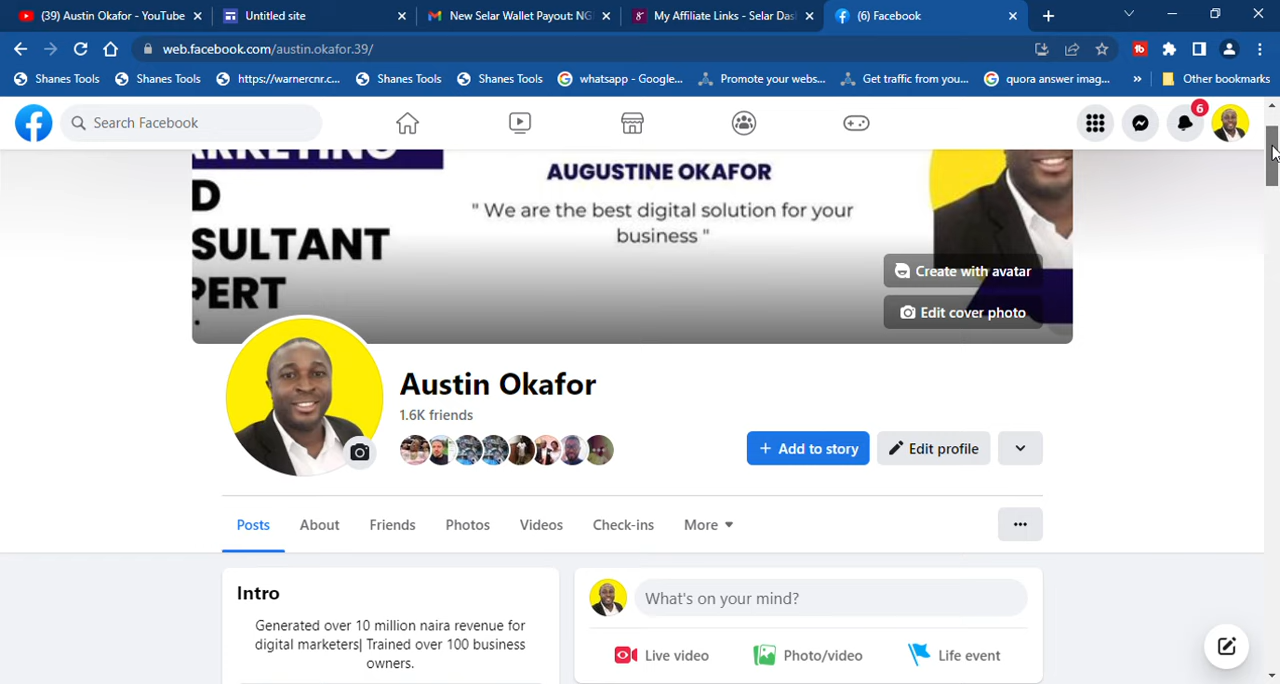 (39) Austin Okafor - YouTube
Untitled site
New Selar Wallet Payout: NG
My Affiliate Links - Selar Das
(6) Facebook
web.facebook.com/austin.okafor.39/
Shanes Tools
Shanes Tools
https://warnercnr.c...
Shanes Tools
Shanes Tools
whatsapp - Google...
Promote your webs...
Get traffic from you...
quora answer imag...
»
Other bookmarks
Search Facebook
6
AUGUSTINE OKAFOR
" We are the best digital solution for your
business "
SULTANT
PERT
Create with avatar
Edit cover photo
Austin Okafor
1.6K friends
+ Add to story
Edit profile
Posts
About
Friends
Photos
Videos
Check-ins
More
Intro
Generated over 10 million naira revenue for
digital marketers| Trained over 100 business
owners.
What's on your mind?
Live video
Photo/video
Life event